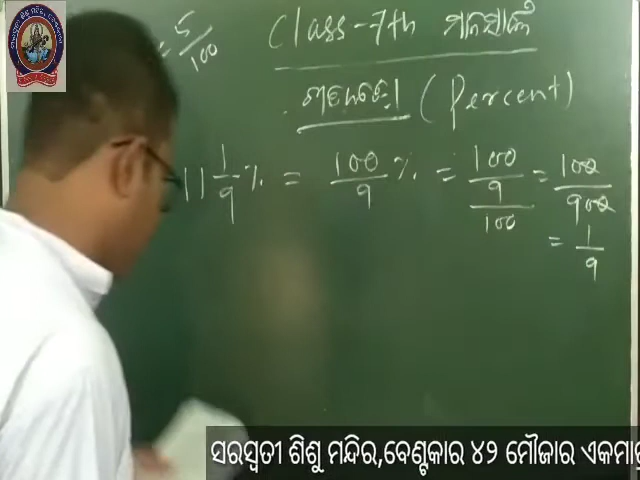 5/100 Class-7th ମନସାଙ୍କ
ଶତକଡ଼ା (Percent)
11 1/9 % = 100/9 % = 100/9/100 = 100/900
= 1/9
ସରସ୍ୱତୀ ଶିଶୁ ମନ୍ଦିର,ବେଣ୍ଟକାର ୪୨ ମୌଜାର ଏକମାତ୍ର